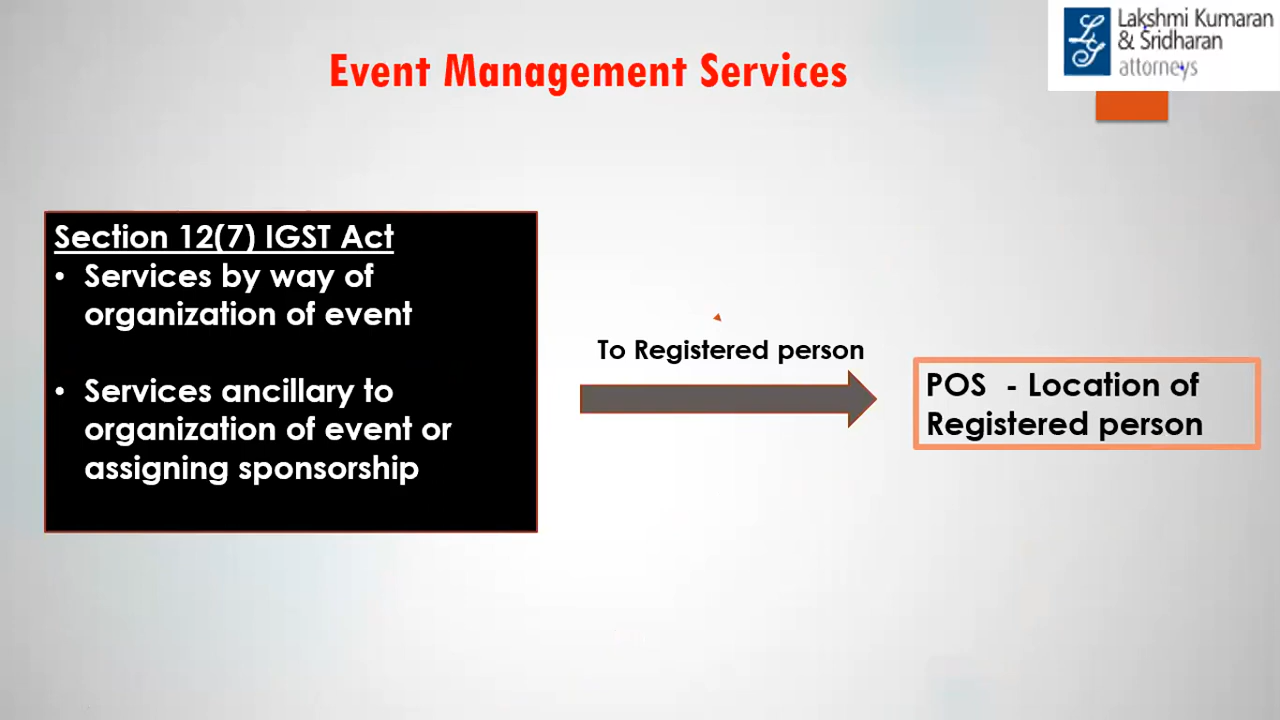 Lakshmi Kumaran
& Sridharan
attorneys
Event Management Services
Section 12(7) IGST Act
• Services by way of
organization of event
• Services ancillary to
organization of event or
assigning sponsorship
To Registered person
POS - Location of
Registered person